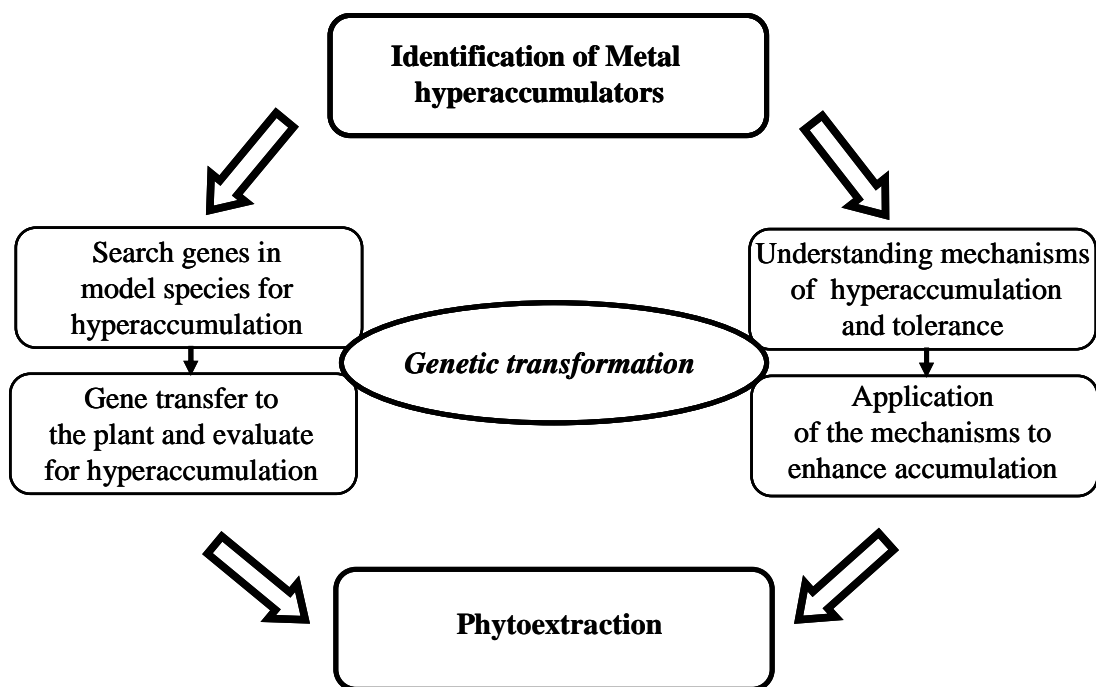 Identification of Metal
hyperaccumulators
Search genes in
model species for
hyperaccumulation
Gene transfer to
the plant and evaluate
for hyperaccumulation
Genetic transformation
Understanding mechanisms
of hyperaccumulation
and tolerance
Application
of the mechanisms to
enhance accumulation
Phytoextraction